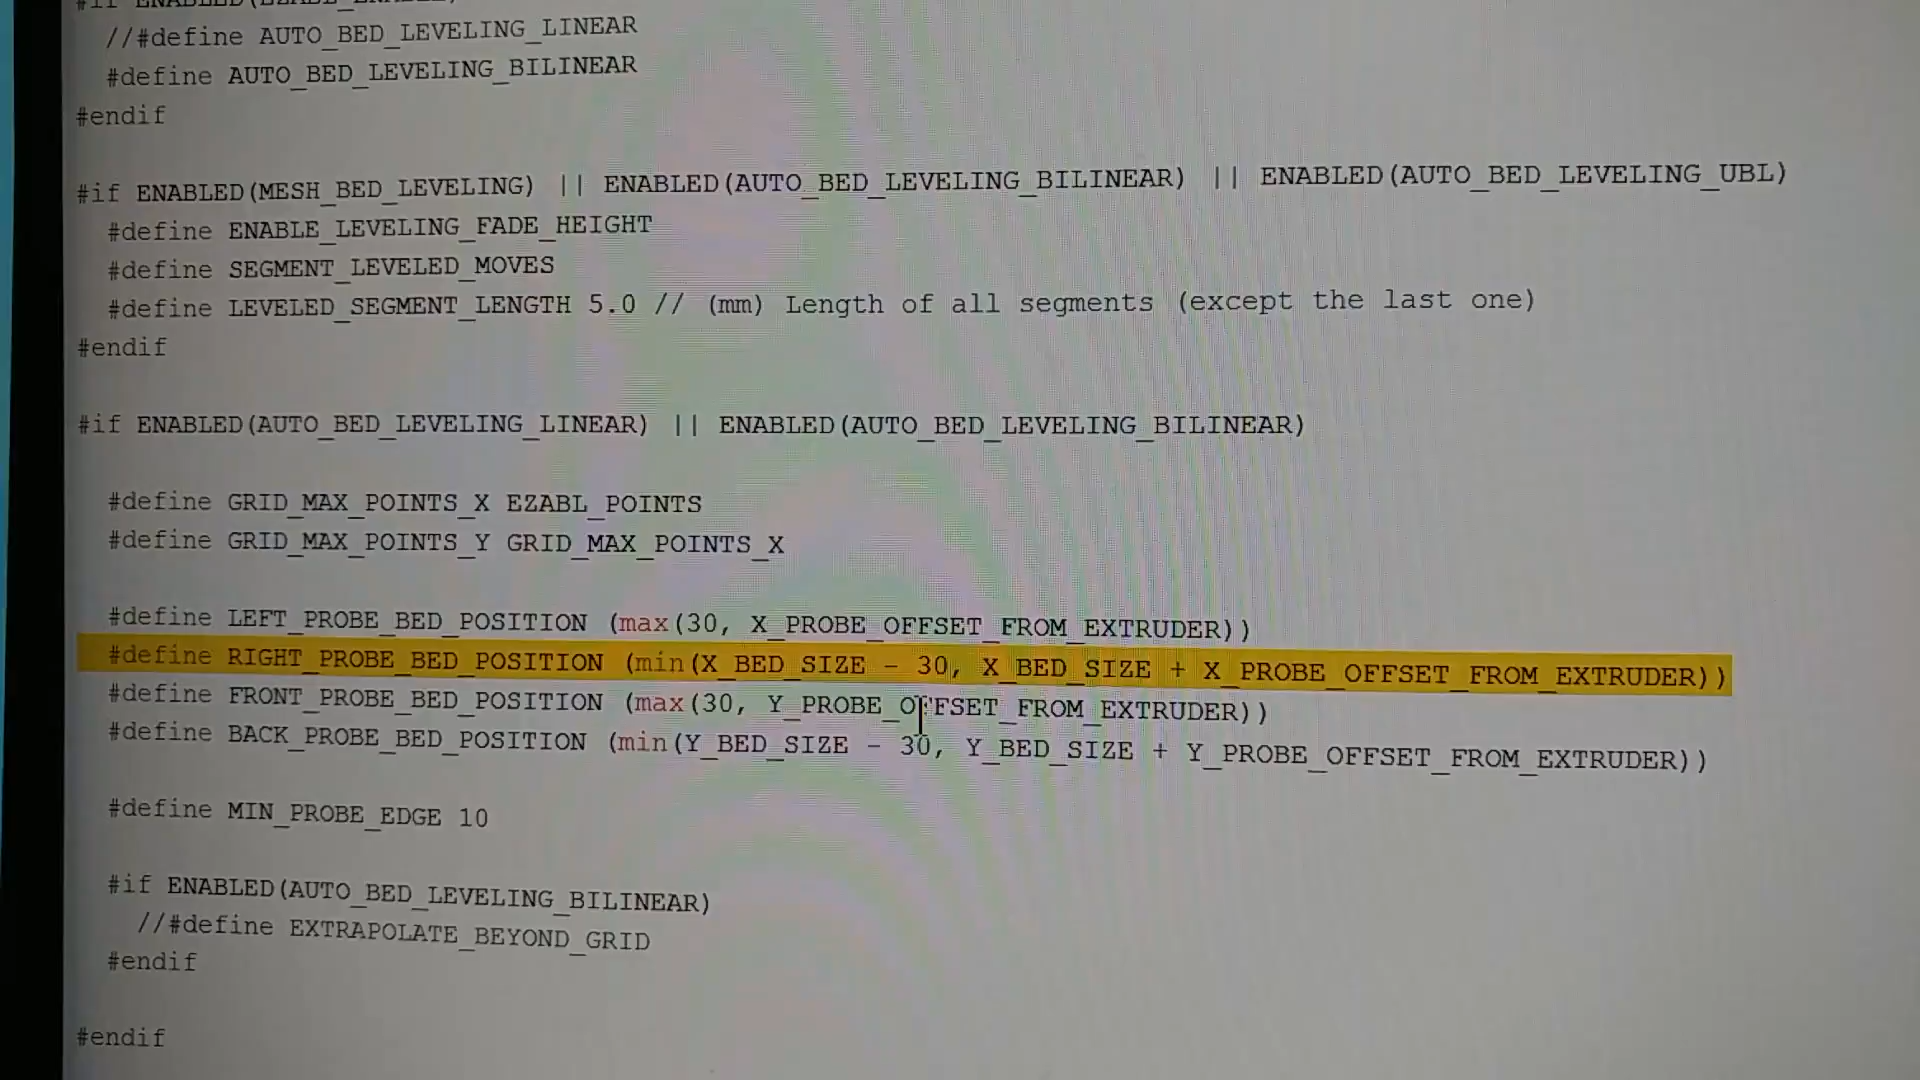 //#define AUTO_BED_LEVELING_LINEAR
#define AUTO_BED_LEVELING_BILINEAR
#endif
#if ENABLED(MESH_BED_LEVELING) || ENABLED(AUTO_BED_LEVELING_BILINEAR) || ENABLED(AUTO_BED_LEVELING_UBL)
#define ENABLE_LEVELING_FADE_HEIGHT
#define SEGMENT_LEVELED_MOVES
#define LEVELED_SEGMENT_LENGTH 5.0 // (mm) Length of all segments (except the last one)
#endif
#if ENABLED(AUTO_BED_LEVELING_LINEAR) || ENABLED(AUTO_BED_LEVELING_BILINEAR)
#define GRID_MAX_POINTS_X EZABL_POINTS
#define GRID_MAX_POINTS_Y GRID_MAX_POINTS_X
#define LEFT_PROBE_BED_POSITION (max(30, X_PROBE_OFFSET_FROM_EXTRUDER))
#define RIGHT_PROBE_BED_POSITION (min(X_BED_SIZE - 30, X_BED_SIZE + X_PROBE_OFFSET_FROM_EXTRUDER))
#define FRONT_PROBE_BED_POSITION (max(30, Y_PROBE_OFFSET_FROM_EXTRUDER))
#define BACK_PROBE_BED_POSITION (min(Y_BED_SIZE - 30, Y_BED_SIZE + Y_PROBE_OFFSET_FROM_EXTRUDER))
#define MIN_PROBE_EDGE 10
#if ENABLED(AUTO_BED_LEVELING_BILINEAR)
//#define EXTRAPOLATE_BEYOND_GRID
#endif
#endif